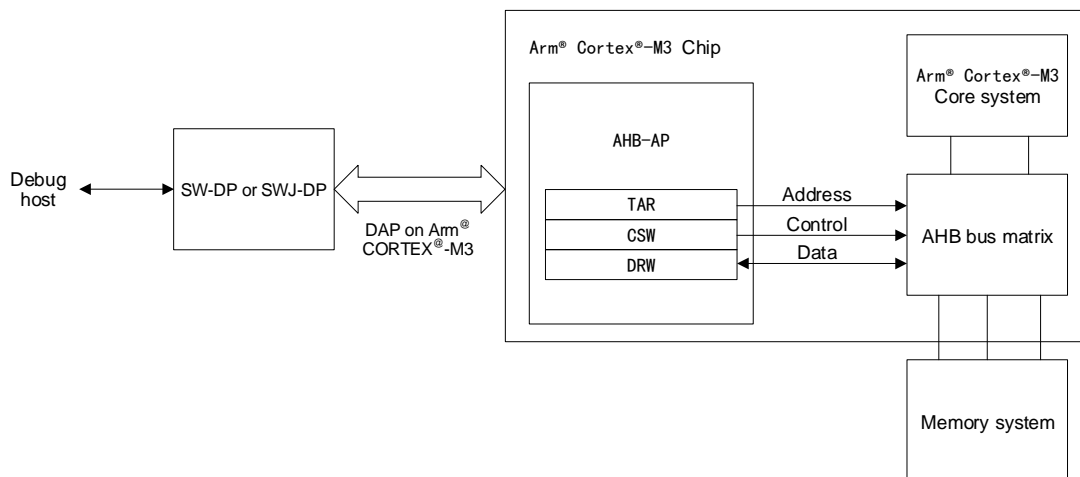 Arm® Cortex®-M3 Chip
Arm® Cortex®-M3
Core system
AHB-AP
Debug
host
SW-DP or SWJ-DP
DAP on Arm@
CORTEX@-M3
TAR
CSW
DRW
Address
Control
Data
AHB bus matrix
Memory system